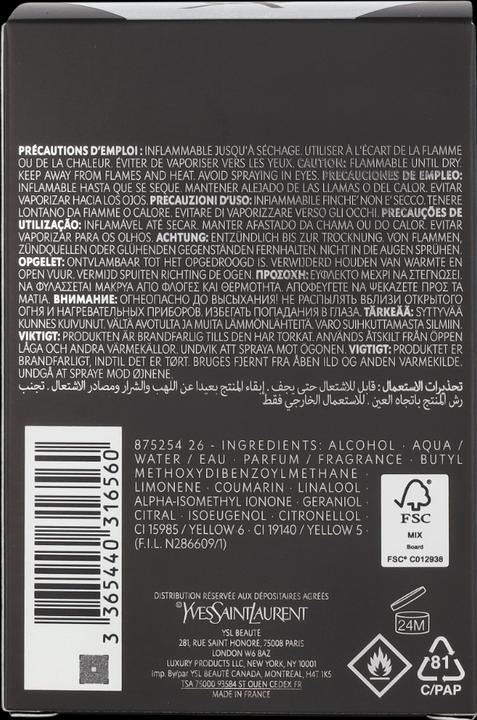 PRÉCAUTIONS D'EMPLOI : INFLAMMABLE JUSQU'À SÉCHAGE. UTILISER À L'ÉCART DE LA FLAMME
OU DE LA CHALEUR. ÉVITER DE VAPORISER VERS LES YEUX. CAUTION: FLAMMABLE UNTIL DRY.
KEEP AWAY FROM FLAMES AND HEAT. AVOID SPRAYING IN EYES. PRECAUCIONES DE EMPLEO:
INFLAMABLE HASTA QUE SE SEQUE. MANTENER ALEJADO DE LAS LLAMAS O DEL CALOR. EVITAR
VAPORIZAR HACIA LOS OJOS. PRECAUZIONI D'USO: INFIAMMABILE FINCHE' NON E' SECCO. TENERE
LONTANO DA FIAMME O CALORE. EVITARE DI VAPORIZZARE VERSO GLI OCCHI. PRECAUÇÕES DE
UTILIZAÇÃO: INFLAMÁVEL ATÉ SECAR. MANTER AFASTADO DA CHAMA OU DO CALOR. EVITAR
VAPORIZAR PARA OS OLHOS. ACHTUNG: ENTZÜNDLICH BIS ZUR TROCKNUNG. VON FLAMMEN,
ZÜNDQUELLEN ODER GLÜHENDEN GEGENSTÄNDEN FERNHALTEN. NICHT IN DIE AUGEN SPRÜHEN.
OPGELET: ONTVLAMBAAR TOT HET OPGEDROOGD IS. VERWIJDERD HOUDEN VAN WARMTE EN
OPEN VUUR. VERMIJD SPUITEN RICHTING DE OGEN. ΠΡΟΣΟΧΗ: ΕΥΦΛΕΚΤΟ ΜΕΧΡΙ ΝΑ ΣΤΕΓΝΩΣΕΙ.
ΝΑ ΦΥΛΑΣΣΕΤΑΙ ΜΑΚΡΥΑ ΑΠΟ ΦΛΟΓΕΣ ΚΑΙ ΘΕΡΜΟΤΗΤΑ. ΑΠΟΦΕΥΓΕΤΕ ΝΑ ΨΕΚΑΖΕΤΕ ΠΡΟΣ ΤΑ
ΜΑΤΙΑ. ВНИМАНИЕ: ОГНЕОПАСНО ДО ВЫСЫХАНИЯ! НЕ РАСПЫЛЯТЬ ВБЛИЗИ ОТКРЫТОГО
ОГНЯ И НАГРЕВАТЕЛЬНЫХ ПРИБОРОВ. ИЗБЕГАТЬ ПОПАДАНИЯ В ГЛАЗА. TÄRKEÄÄ: SYTTYVÄÄ
KUNNES KUIVUNUT. VÄLTÄ AVOTULTA JA MUITA LÄMMÖNLÄHTEITÄ. VARO SUIHKUTTAMASTA SILMIIN.
VIKTIGT: PRODUKTEN ÄR BRANDFARLIG TILLS DEN HAR TORKAT. ANVÄNDS ÅTSKILT FRÅN ÖPPEN
LÅGA OCH ANDRA VÄRMEKÄLLOR. UNDVIK ATT SPRAYA MOT ÖGONEN. VIGTIGT: PRODUKTET ER
BRANDFARLIGT, INDTIL DET ER TØRT. BRUGES FJERNT FRA ÅBEN ILD OG ANDEN VARMEKILDE.
UNDGÅ AT SPRAYE MOD ØJNENE.
تحذيرات الاستعمال : قابل للاشتعال حتى يجف . إبقاء المنتج بعيدا عن اللهب والشرار ومصادر الاشتعال . تجنب
رش المنتج باتجاه العين . للاستعمال الخارجي فقط
875254 26 - INGREDIENTS: ALCOHOL · AQUA /
WATER / EAU · PARFUM / FRAGRANCE · BUTYL
METHOXYDIBENZOYLMETHANE ·
LIMONENE · COUMARIN · LINALOOL ·
ALPHA-ISOMETHYL IONONE · GERANIOL ·
CITRAL · ISOEUGENOL · CITRONELLOL ·
CI 15985 / YELLOW 6 · CI 19140 / YELLOW 5 ·
(F.I.L. N286609/1)
3 365440 316560
FSC
MIX
Board
FSC® C012938
DISTRIBUTION RÉSERVÉE AUX DÉPOSITAIRES AGRÉÉS
©YVESSAINTLAURENT
YSL BEAUTÉ
281, RUE SAINT HONORÉ, 75008 PARIS
LONDON W6 8AZ
LUXURY PRODUCTS LLC, NEW YORK, NY 10001
Imp. By/par YSL BEAUTÉ CANADA, MONTREAL, H4T 1K5
TSA 75000 93584 ST OUEN CEDEX FR
MADE IN FRANCE
24M
81
C/PAP